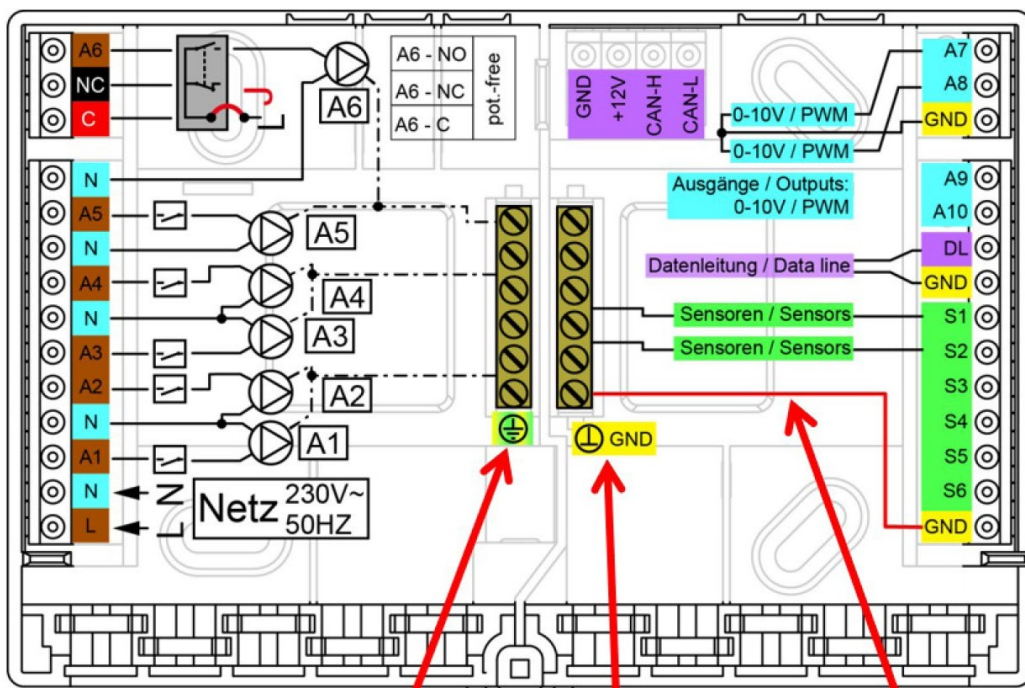 A6
NC
C
N
A5
N
A4
N
A3
A2
N
A1
N
L
A6
A6 - NO
A6 - NC
A6 - C
pot.-free
GND
+12V
CAN-H
CAN-L
0-10V / PWM
0-10V / PWM
Ausgänge / Outputs:
0-10V / PWM
Datenleitung / Data line
Sensoren / Sensors
Sensoren / Sensors
A5
A4
A3
A2
A1
N
L
Netz 230V~
50HZ
GND
A7
A8
GND
A9
A10
DL
GND
S1
S2
S3
S4
S5
S6
GND